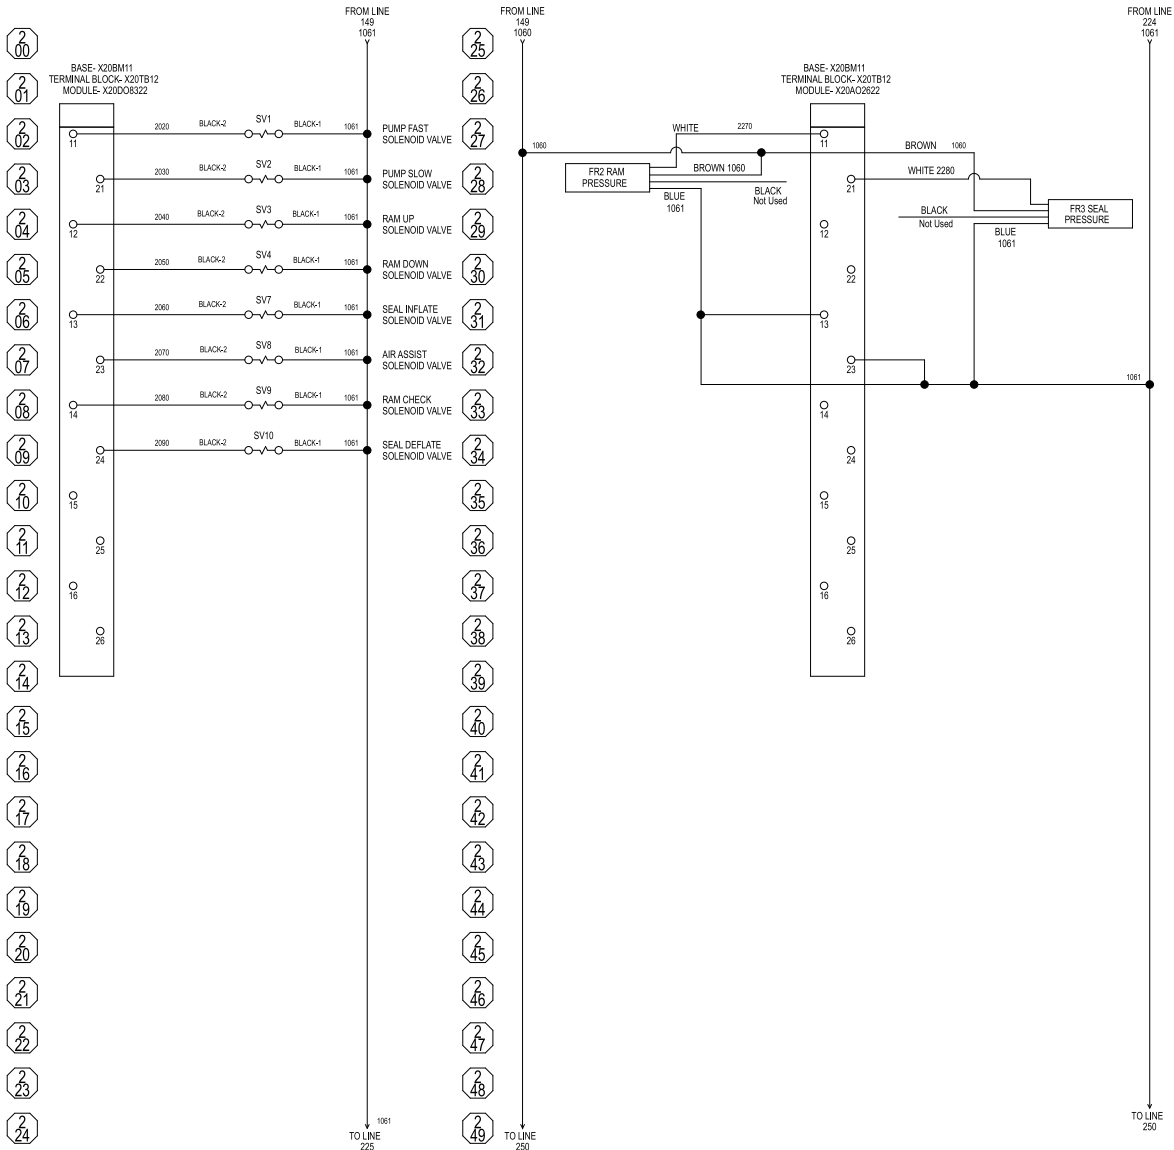 FROM LINE
149
1061
2
00
BASE- X20BM11
TERMINAL BLOCK- X20TB12
MODULE- X20DO8322
2
01
2
02
11
2020
BLACK-2
SV1
BLACK-1
1061
PUMP FAST
SOLENOID VALVE
2
03
21
2030
BLACK-2
SV2
BLACK-1
1061
PUMP SLOW
SOLENOID VALVE
2
04
12
2040
BLACK-2
SV3
BLACK-1
1061
RAM UP
SOLENOID VALVE
2
05
22
2050
BLACK-2
SV4
BLACK-1
1061
RAM DOWN
SOLENOID VALVE
2
06
13
2060
BLACK-2
SV7
BLACK-1
1061
SEAL INFLATE
SOLENOID VALVE
2
07
23
2070
BLACK-2
SV8
BLACK-1
1061
AIR ASSIST
SOLENOID VALVE
2
08
14
2080
BLACK-2
SV9
BLACK-1
1061
RAM CHECK
SOLENOID VALVE
2
09
24
2090
BLACK-2
SV10
BLACK-1
1061
SEAL DEFLATE
SOLENOID VALVE
2
10
15
2
11
25
2
12
16
2
13
26
2
14
2
15
2
16
2
17
2
18
2
19
2
20
2
21
2
22
2
23
2
24
1061
TO LINE
225
FROM LINE
149
1060
FROM LINE
224
1061
2
25
BASE- X20BM11
TERMINAL BLOCK- X20TB12
MODULE- X20AO2622
2
26
2
27
WHITE
2270
11
1060
BROWN
1060
2
28
FR2 RAM
PRESSURE
BROWN 1060
BLACK
Not Used
BLUE
1061
21
WHITE 2280
2
29
12
BLACK
Not Used
BLUE
1061
FR3 SEAL
PRESSURE
2
30
22
2
31
13
2
32
23
1061
2
33
14
2
34
24
2
35
15
2
36
25
2
37
16
2
38
26
2
39
2
40
2
41
2
42
2
43
2
44
2
45
2
46
2
47
2
48
2
49
TO LINE
250
TO LINE
250